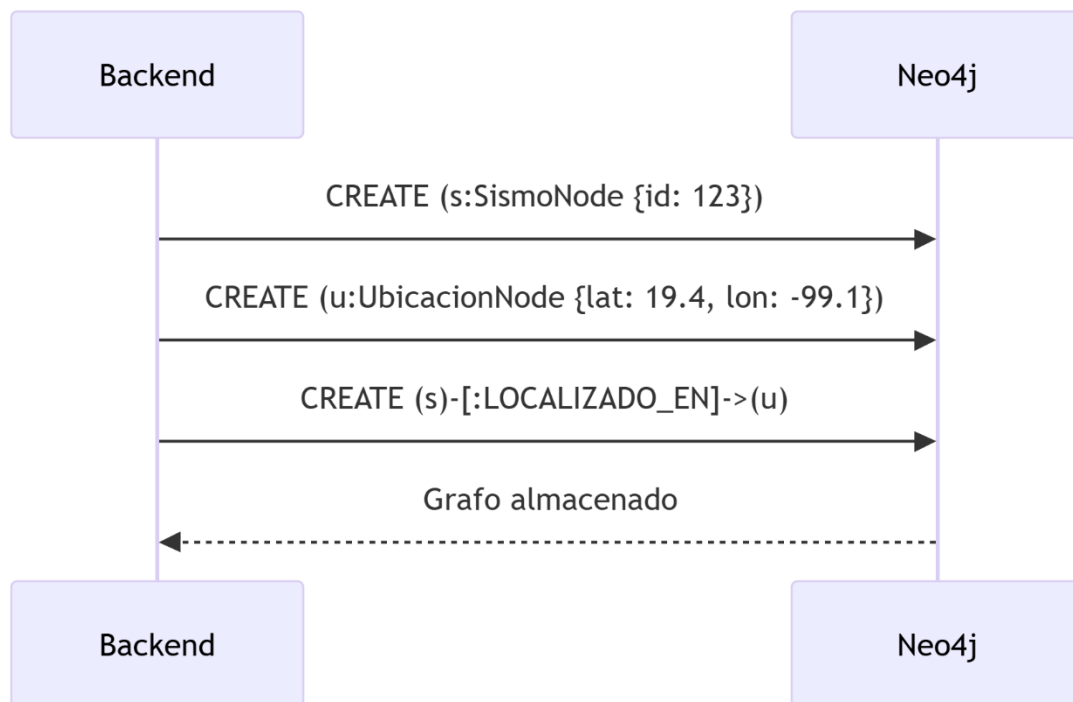 Backend
Neo4j
CREATE (s:SismoNode {id: 123})
CREATE (u:UbicacionNode {lat: 19.4, lon: -99.1})
CREATE (s)-[:LOCALIZADO_EN]->(u)
Grafo almacenado
Backend
Neo4j